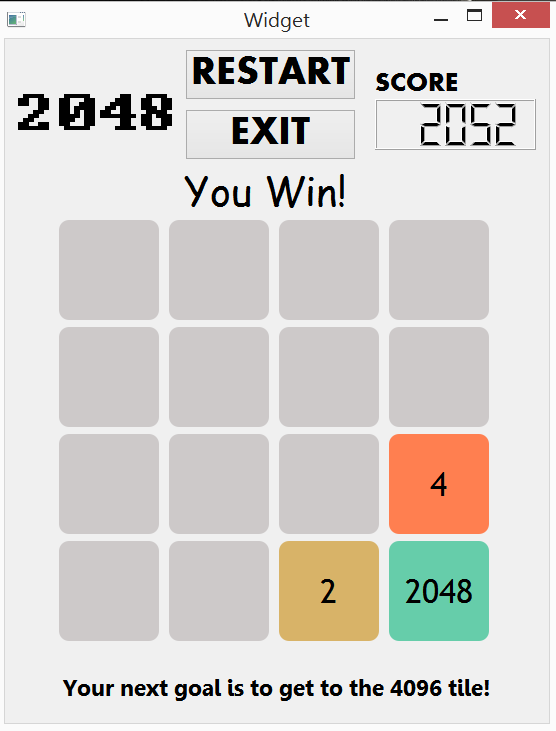 Widget
2048
RESTART
EXIT
SCORE
2052
You Win!
4
2
2048
Your next goal is to get to the 4096 tile!